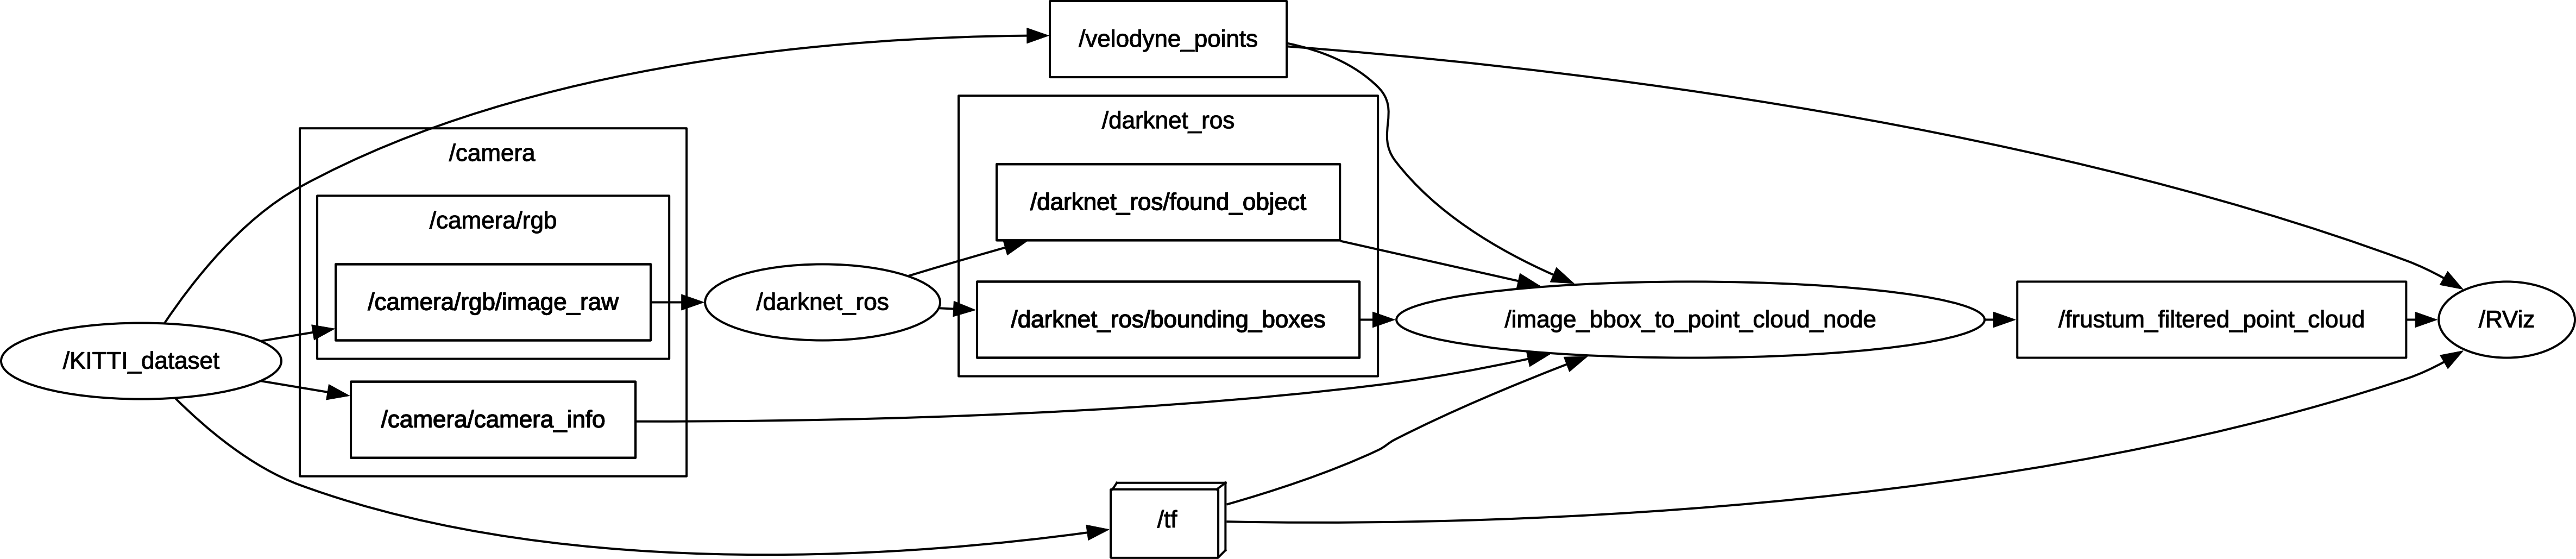 /velodyne_points
/darknet_ros
/camera
/darknet_ros/found_object
/camera/rgb
/camera/rgb/image_raw
/darknet_ros
/darknet_ros/bounding_boxes
/image_bbox_to_point_cloud_node
/frustum_filtered_point_cloud
/RViz
/KITTI_dataset
/camera/camera_info
/tf